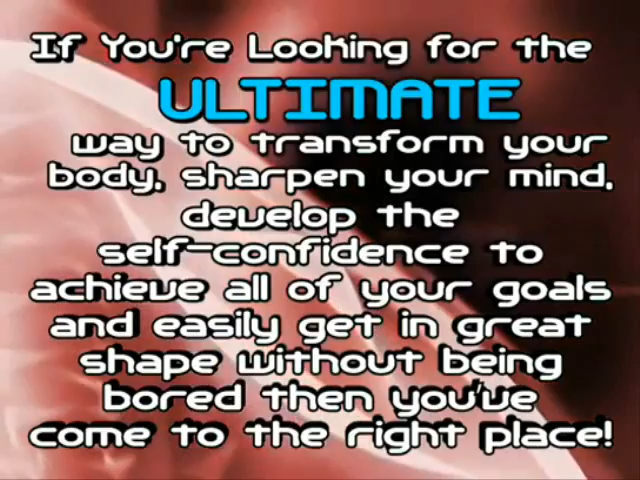 If You're Looking for the
ULTIMATE
way to transform your
body, sharpen your mind,
develop the
self-confidence to
achieve all of your goals
and easily get in great
shape without being
bored then you've
come to the right place!